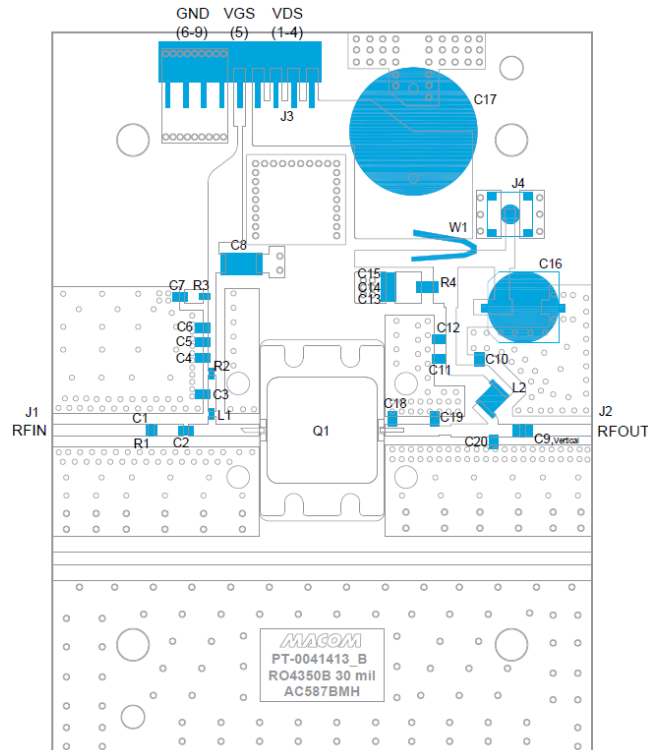 GND VGS VDS
(6-9) (5) (1-4)
C17
J3
J4
W1
C8
C16
C15
C14
C13
R4
C7 R3
C6
C5
C4
C12
C11
C10
R2
C3
L2
L1
C18
C19
J1
RFIN
C1
R1
C2
Q1
C20
C9,Vertical
J2
RFOUT
MACOM
PT-0041413_B
RO4350B 30 mil
AC587BMH